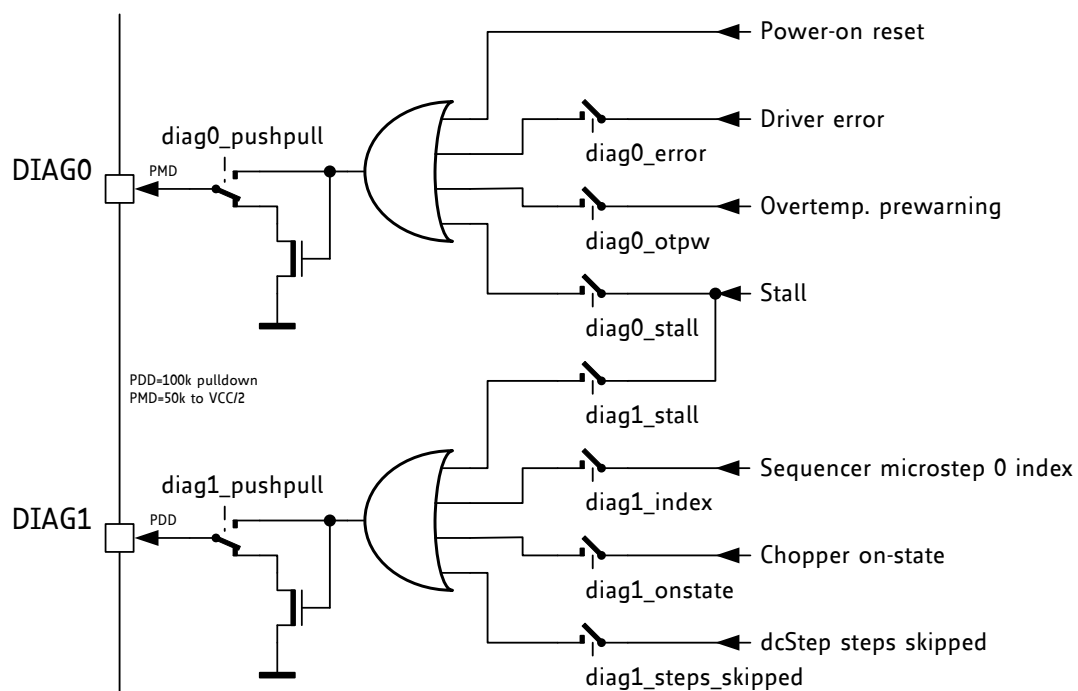 Power-on reset
Driver error
diag0_pushpull
diag0_error
DIAG0
PMD
Overtemp. prewarning
diag0_otpw
Stall
diag0_stall
PDD=100k pulldown
PMD=50k to VCC/2
diag1_stall
Sequencer microstep 0 index
diag1_pushpull
diag1_index
DIAG1
PDD
Chopper on-state
diag1_onstate
dcStep steps skipped
diag1_steps_skipped